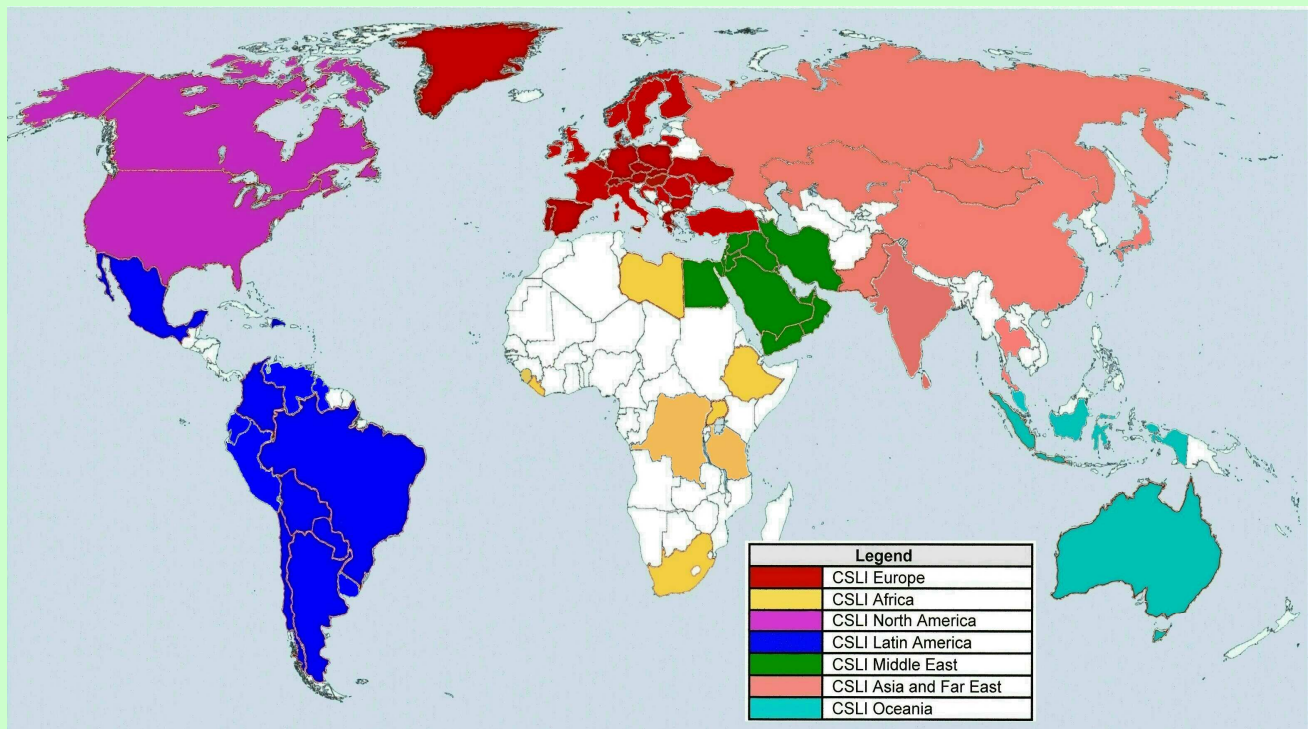 Legend
CSLI Europe
CSLI Africa
CSLI North America
CSLI Latin America
CSLI Middle East
CSLI Asia and Far East
CSLI Oceania